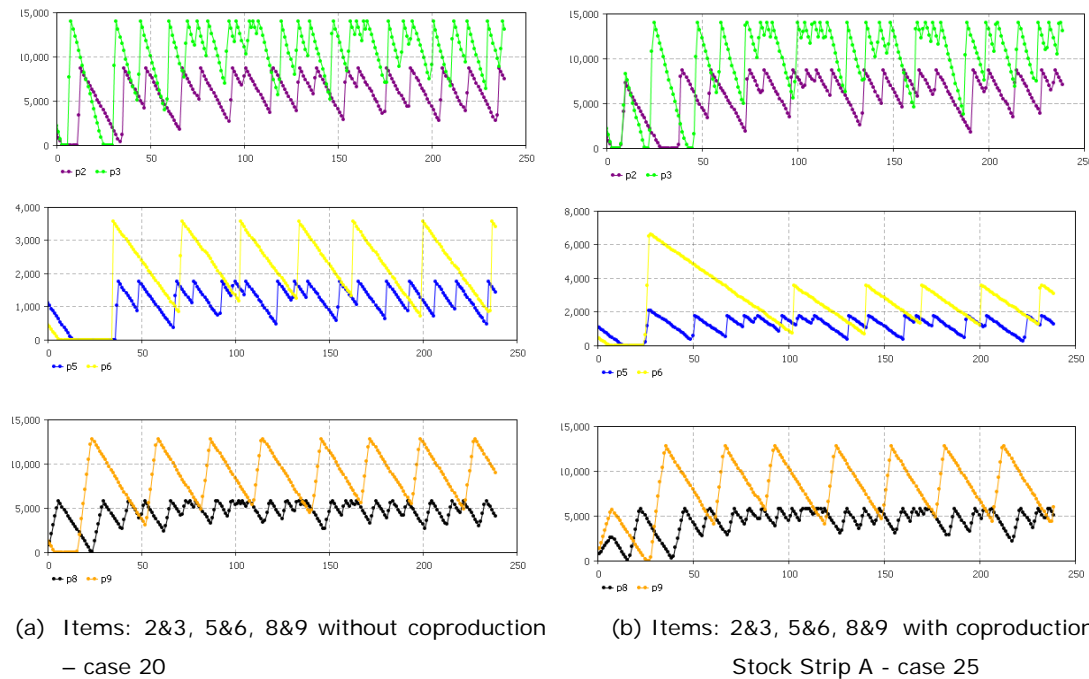 15,000
10,000
5,000
0
0 50 100 150 200 250
p2 p3
15,000
10,000
5,000
0
0 50 100 150 200 250
p2 p3
4,000
3,000
2,000
1,000
0
0 50 100 150 200 250
p5 p6
8,000
6,000
4,000
2,000
0
0 50 100 150 200 250
p5 p6
15,000
10,000
5,000
0
0 50 100 150 200 250
p8 p9
15,000
10,000
5,000
0
0 50 100 150 200 250
p8 p9
(a) Items: 2&3, 5&6, 8&9 without coproduction
– case 20
(b) Items: 2&3, 5&6, 8&9 with coproduction
Stock Strip A - case 25